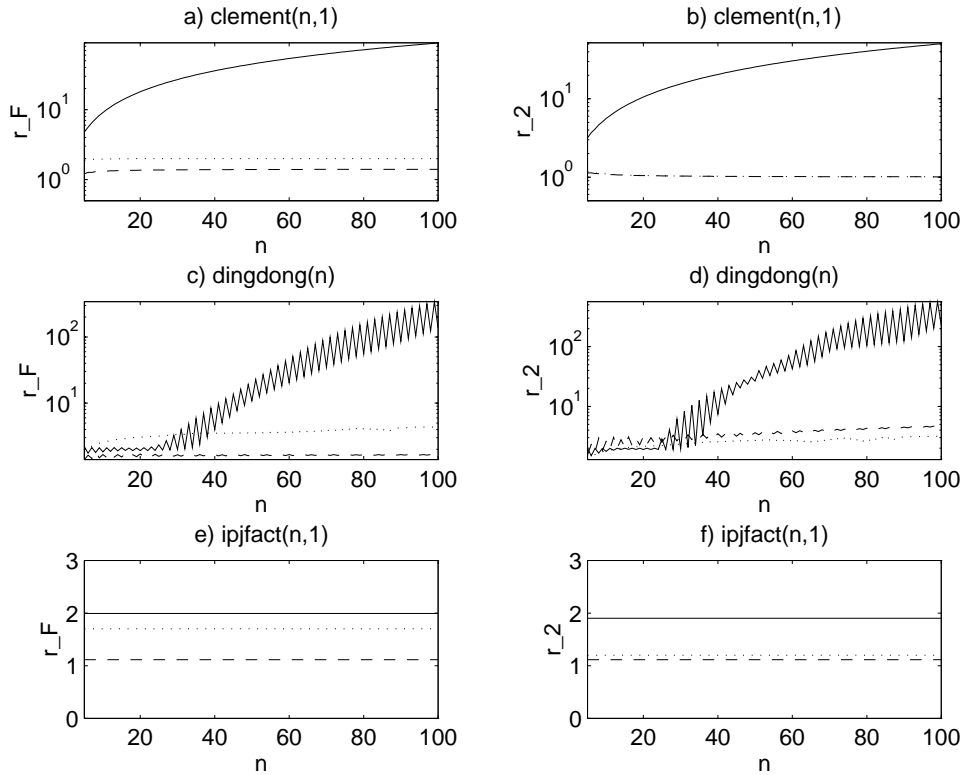 a) clement(n,1)
r_F
10^1
10^0
20 40 60 80 100
n
b) clement(n,1)
r_2
10^1
10^0
20 40 60 80 100
n
c) dingdong(n)
r_F
10^2
10^1
20 40 60 80 100
n
d) dingdong(n)
r_2
10^2
10^1
20 40 60 80 100
n
e) ipjfact(n,1)
r_F
3
2
1
0
20 40 60 80 100
n
f) ipjfact(n,1)
r_2
3
2
1
0
20 40 60 80 100
n